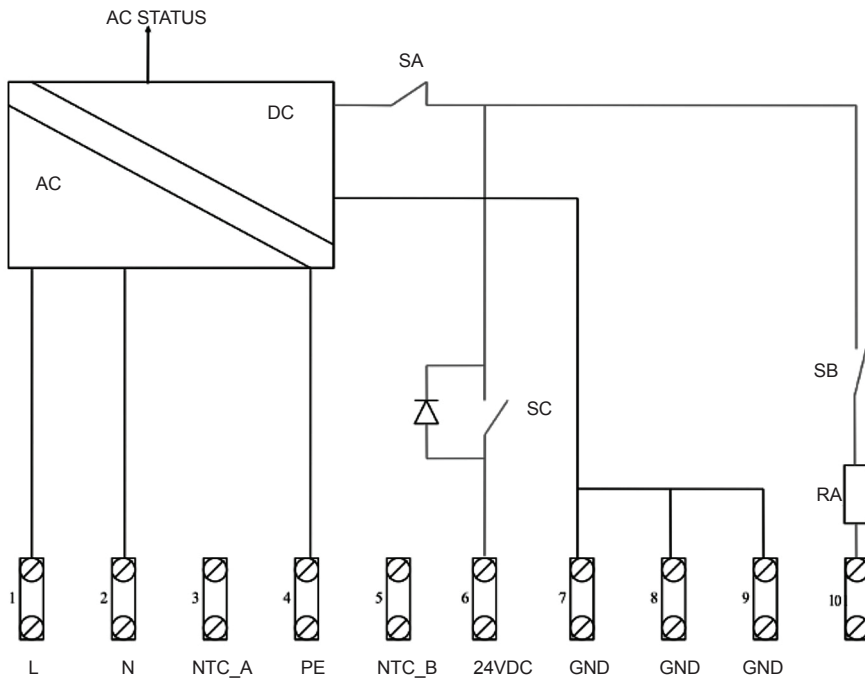 AC STATUS
SA
DC
AC
SB
SC
RA
1 2 3 4 5 6 7 8 9 10
L N NTC_A PE NTC_B 24VDC GND GND GND